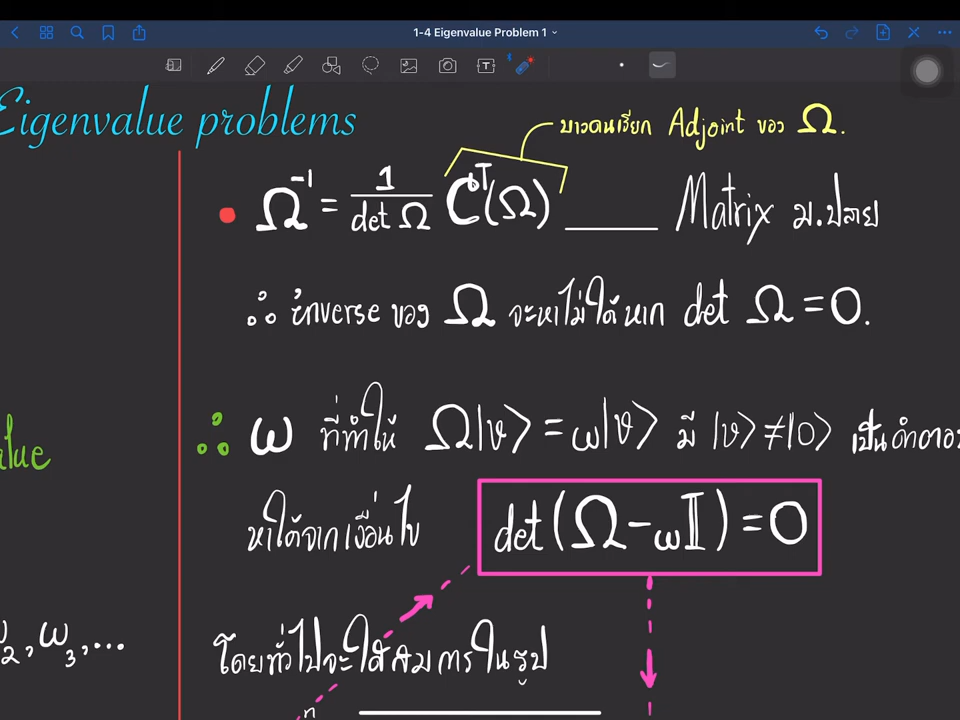 1-4 Eigenvalue Problem 1
Eigenvalue problems
บางคนเรียก Adjoint ของ Ω.
Ω⁻¹ = 1/det Ω Cᵀ(Ω) ______ Matrix ม.ปลาย
∴ inverse ของ Ω จะหาไม่ได้หาก det Ω = 0.
∴ ω ที่ทำให้ Ω|v⟩ = ω|v⟩ มี |v⟩ ≠ |0⟩ เป็นคำตอบ
หาได้จากเงื่อนไข det(Ω-ω𝕀) = 0
โดยทั่วไปจะได้สมการในรูป
alue
ω₂, ω₃, ...
n